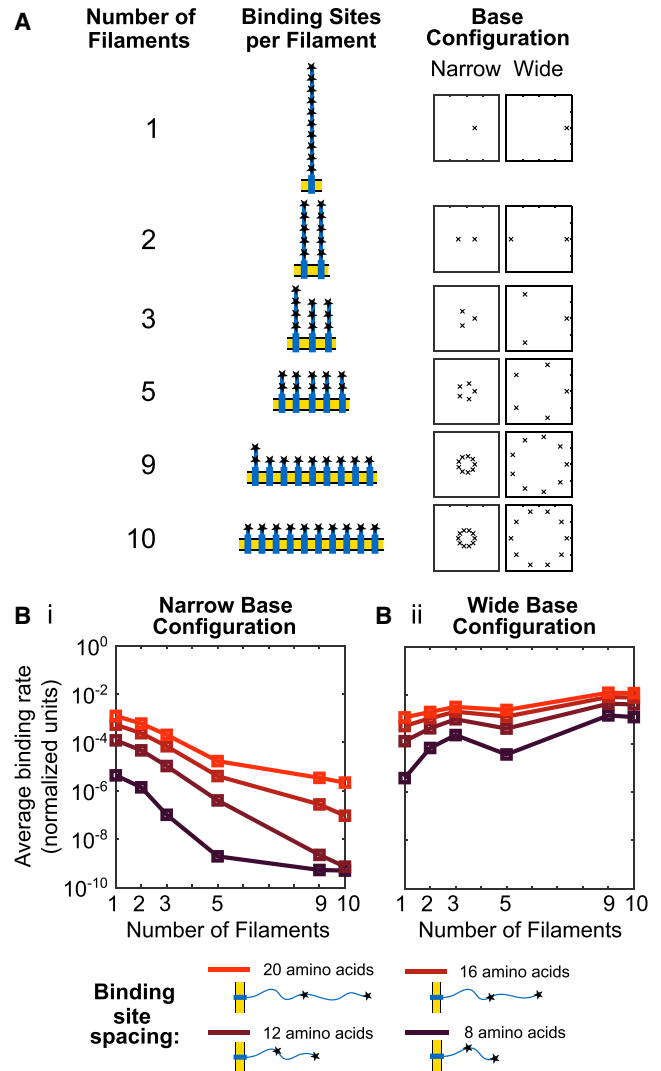 A
Number of
Filaments
Binding Sites
per Filament
Base
Configuration
Narrow Wide
1
2
3
5
9
10
B i
Narrow Base
Configuration
B ii
Wide Base
Configuration
Average binding rate
(normalized units)
10^0
10^-2
10^-4
10^-6
10^-8
10^-10
1 2 3 5 9 10
Number of Filaments
1 2 3 5 9 10
Number of Filaments
Binding
site
spacing:
20 amino acids
16 amino acids
12 amino acids
8 amino acids